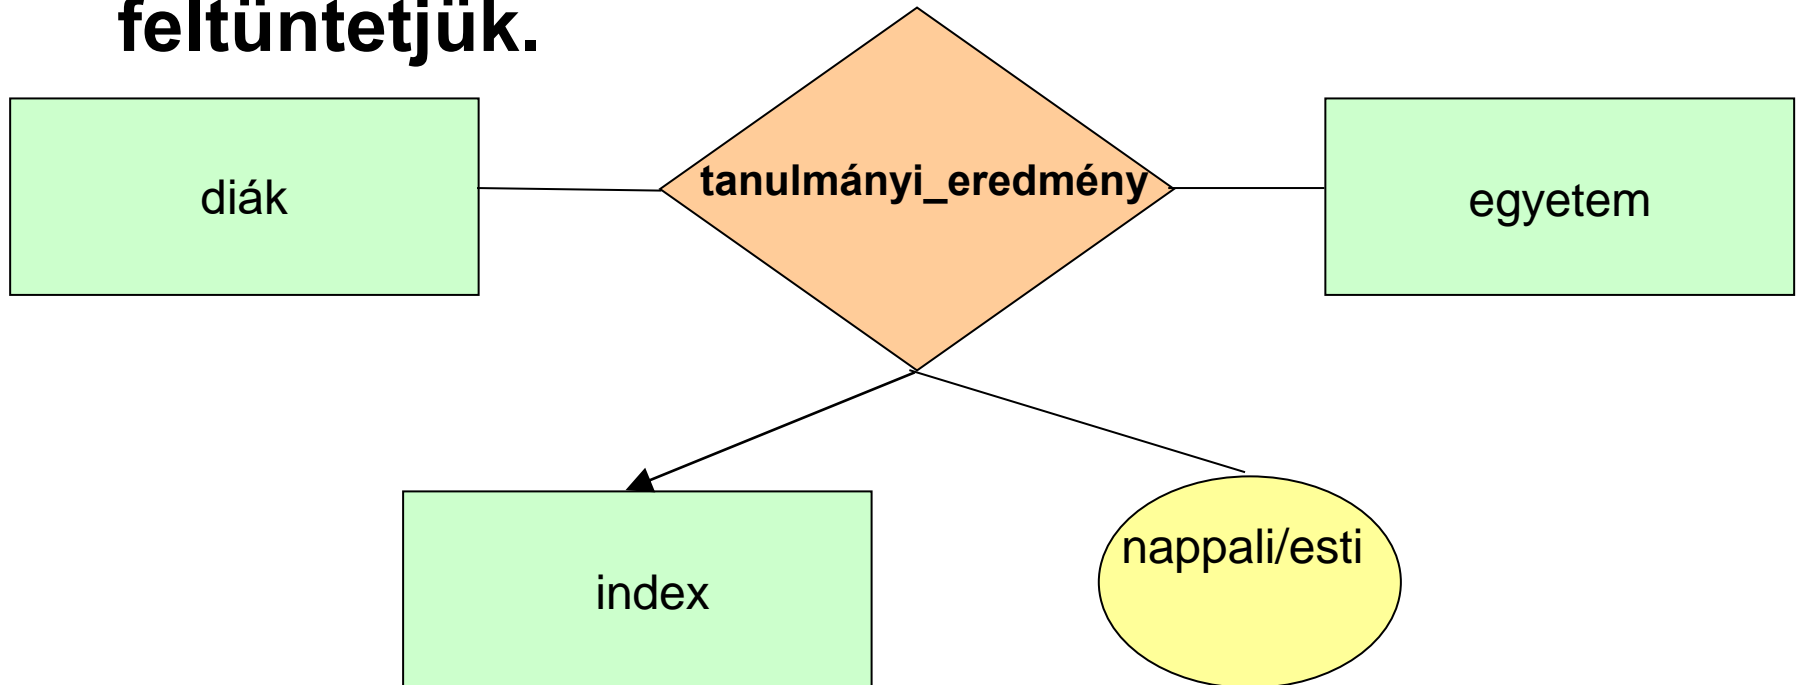 feltüntetjük.
diák
tanulmányi_eredmény
egyetem
index
nappali/esti